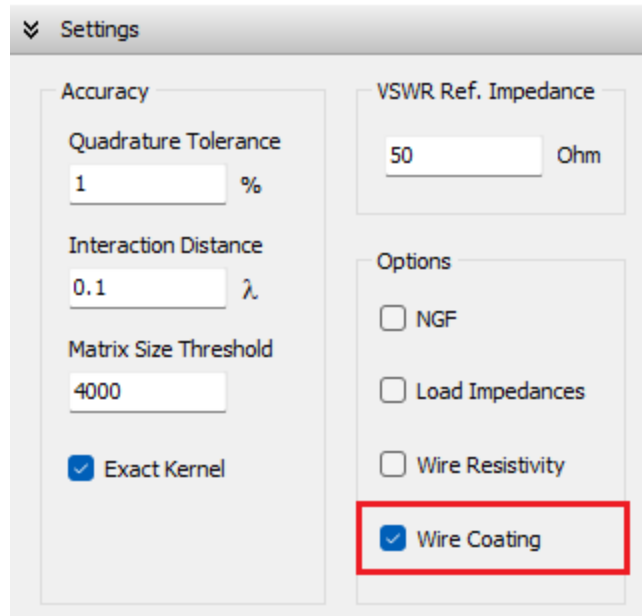 Settings
Accuracy
Quadrature Tolerance
1 %
Interaction Distance
0.1 λ
Matrix Size Threshold
4000
Exact Kernel
VSWR Ref. Impedance
50 Ohm
Options
NGF
Load Impedances
Wire Resistivity
Wire Coating